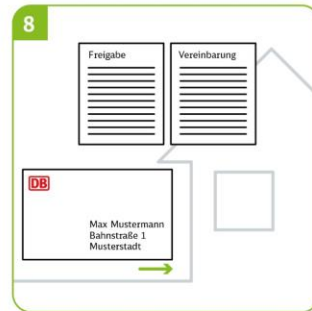 8
Freigabe
Vereinbarung
DB
Max Mustermann
Bahnstraße 1
Musterstadt